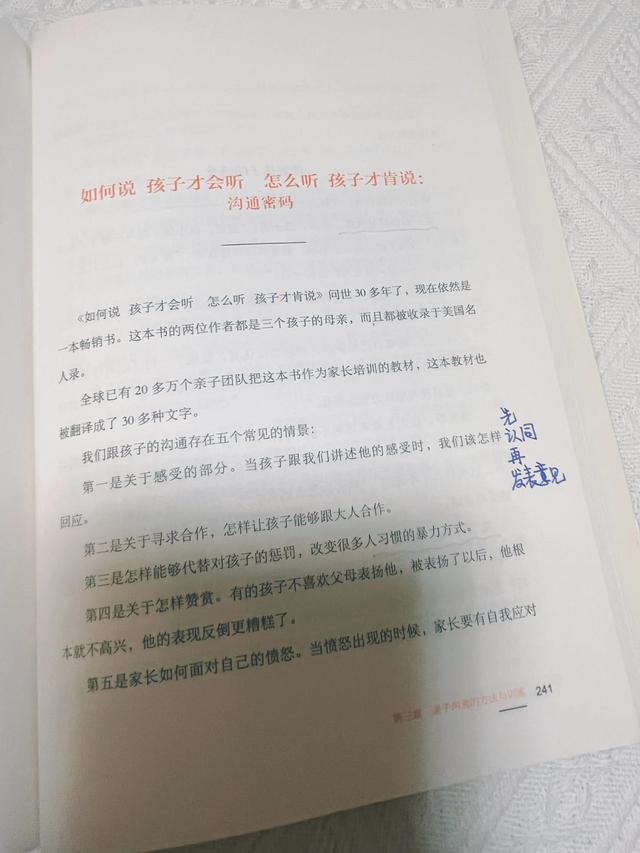 如何说 孩子才会听 怎么听 孩子才肯说：
沟通密码
《如何说 孩子才会听 怎么听 孩子才肯说》问世 30 多年了，现在依然是
一本畅销书。这本书的两位作者都是三个孩子的母亲，而且都被收录于美国名
人录。
全球已有 20 多万个亲子团队把这本书作为家长培训的教材，这本教材也
被翻译成了 30 多种文字。
我们跟孩子的沟通存在五个常见的情景：
第一是关于感受的部分。当孩子跟我们讲述他的感受时，我们该怎样
回应。
先
认同
再
发表意见
第二是关于寻求合作，怎样让孩子能够跟大人合作。
第三是怎样能够代替对孩子的惩罚，改变很多人习惯的暴力方式。
第四是关于怎样赞赏。有的孩子不喜欢父母表扬他，被表扬了以后，他根
本就不高兴，他的表现反倒更糟糕了。
第五是家长如何面对自己的愤怒。当愤怒出现的时候，家长要有自我应对
第三章 亲子沟通的方法与训练 241